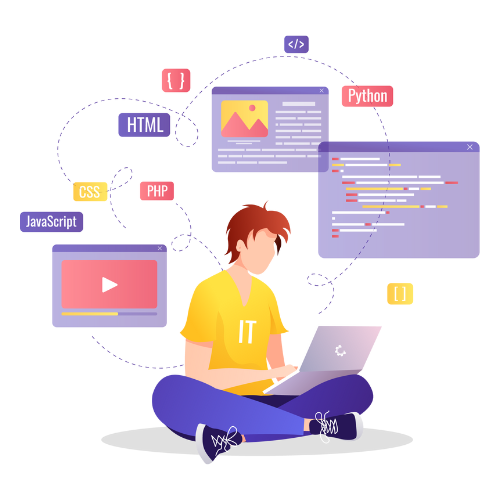 </>
{ }
Python
HTML
CSS
PHP
JavaScript
[ ]
IT